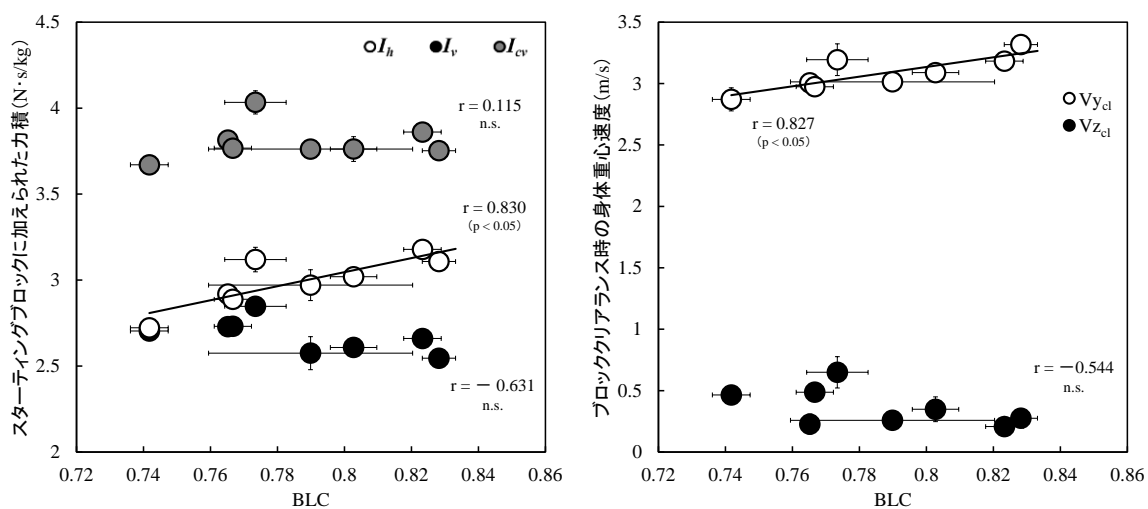 スターティングブロックに加えられた力積(N·s/kg)
4.5
4
3.5
3
2.5
2
Ih Iv Icv
r = 0.115
n.s.
r = 0.830
(p < 0.05)
r = − 0.631
n.s.
0.72 0.74 0.76 0.78 0.8 0.82 0.84 0.86
BLC
ブロッククリアランス時の身体重心速度(m/s)
3.5
3
2.5
2
1.5
1
0.5
0
Vycl
Vzcl
r = 0.827
(p < 0.05)
r = −0.544
n.s.
0.72 0.74 0.76 0.78 0.8 0.82 0.84 0.86
BLC